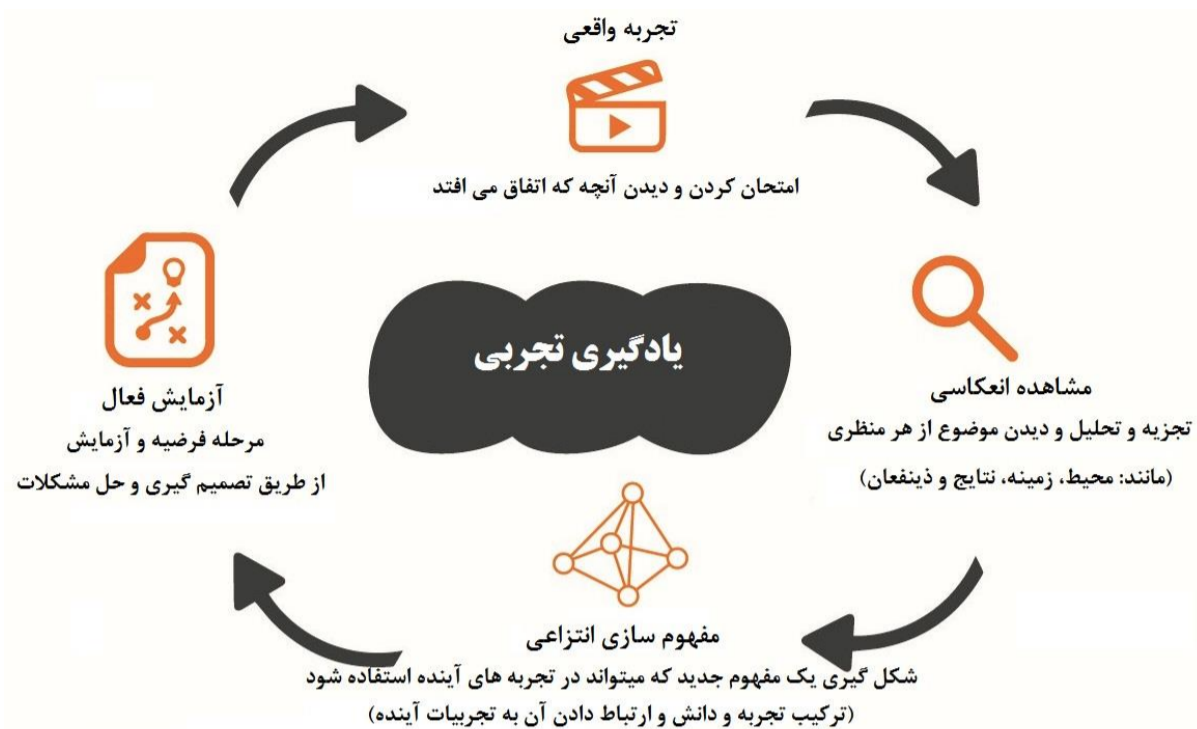 تجربه واقعی
امتحان کردن و دیدن آنچه که اتفاق می افتد
یادگیری تجربی
مشاهده انعکاسی
تجزیه و تحلیل و دیدن موضوع از هر منظری
(مانند: محیط، زمینه، نتایج و ذینفعان)
مفهوم سازی انتزاعی
شکل گیری یک مفهوم جدید که میتواند در تجربه های آینده استفاده شود
(ترکیب تجربه و دانش و ارتباط دادن آن به تجربیات آینده)
آزمایش فعال
مرحله فرضیه و آزمایش
از طریق تصمیم گیری و حل مشکلات